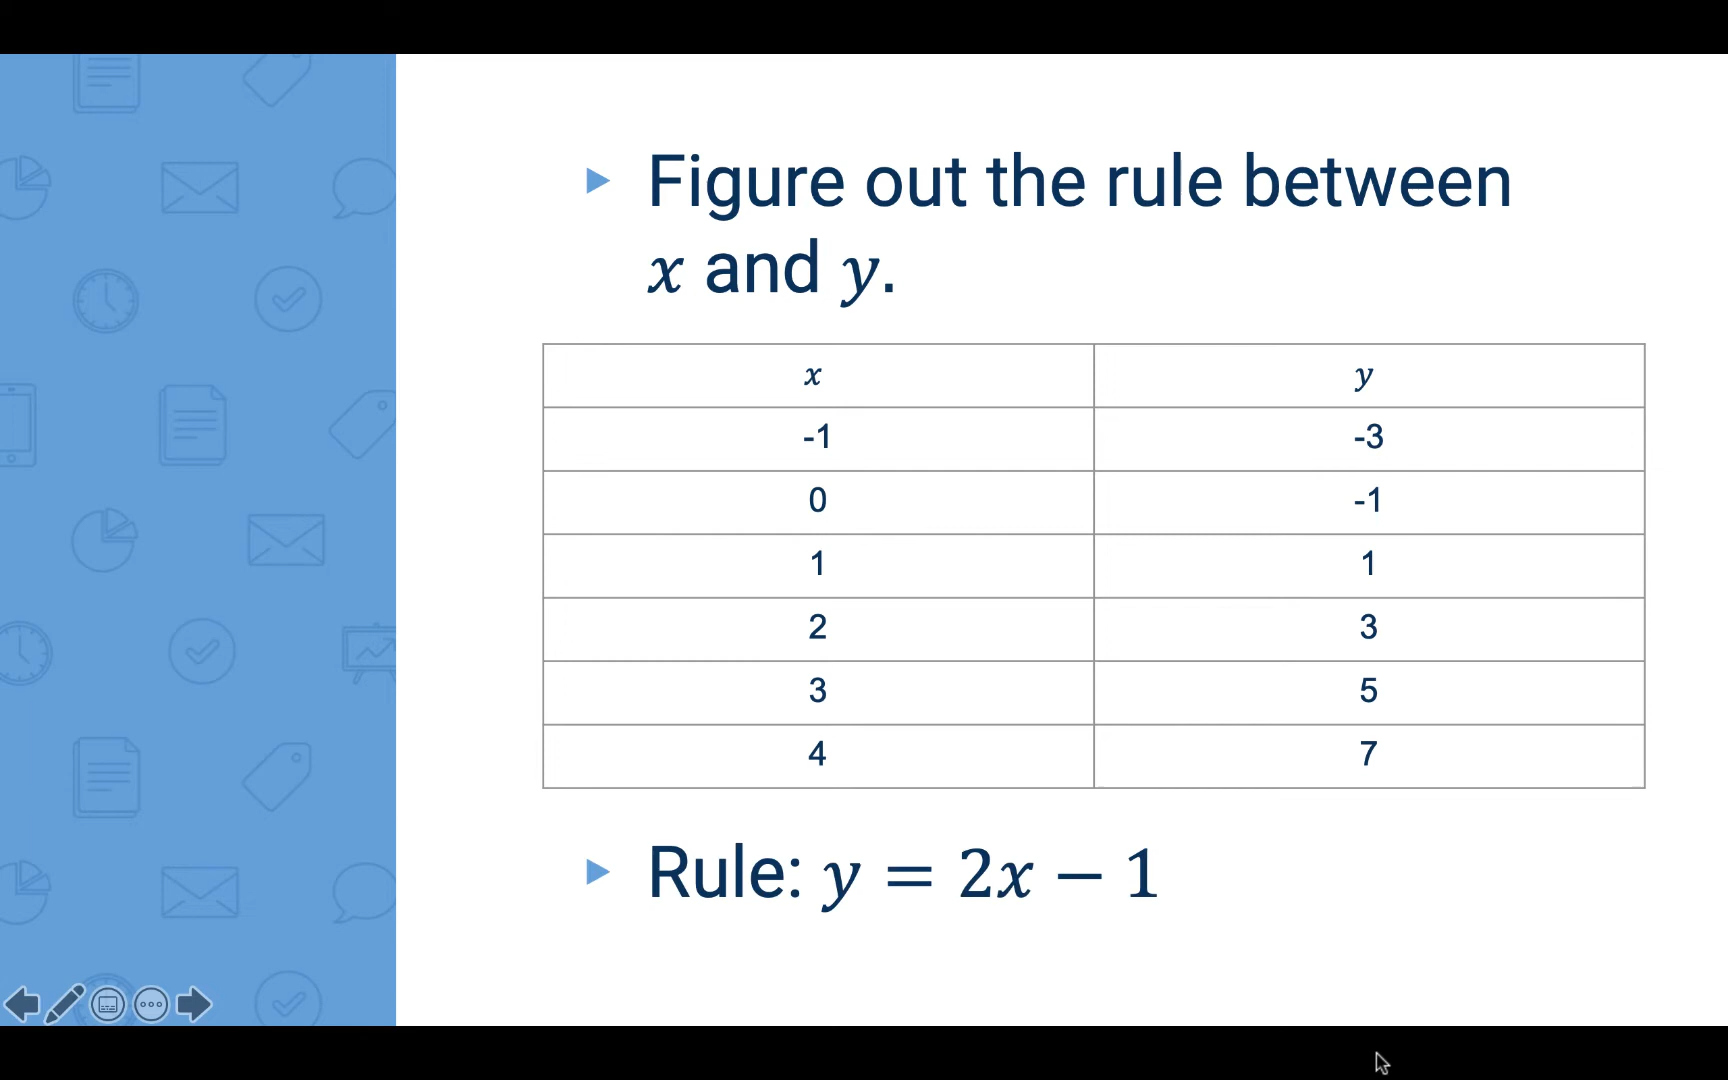 Figure out the rule between
x and y.
x y
-1 -3
0 -1
1 1
2 3
3 5
4 7
Rule: y = 2x − 1